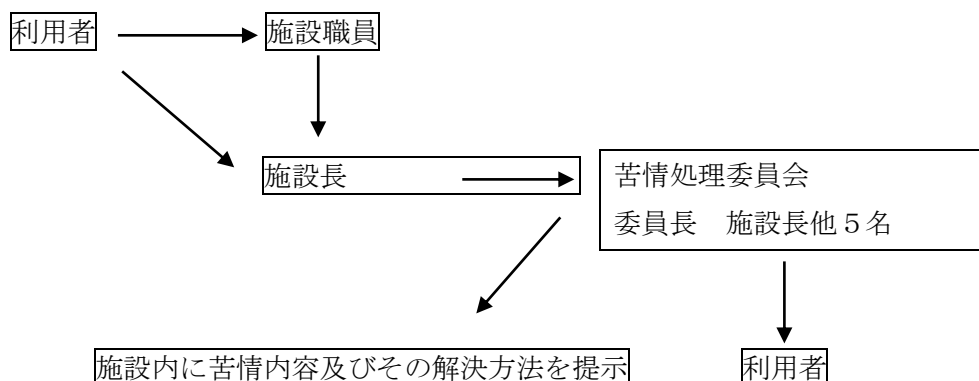 利用者
施設職員
施設長
苦情処理委員会
委員長　施設長他５名
施設内に苦情内容及びその解決方法を提示
利用者